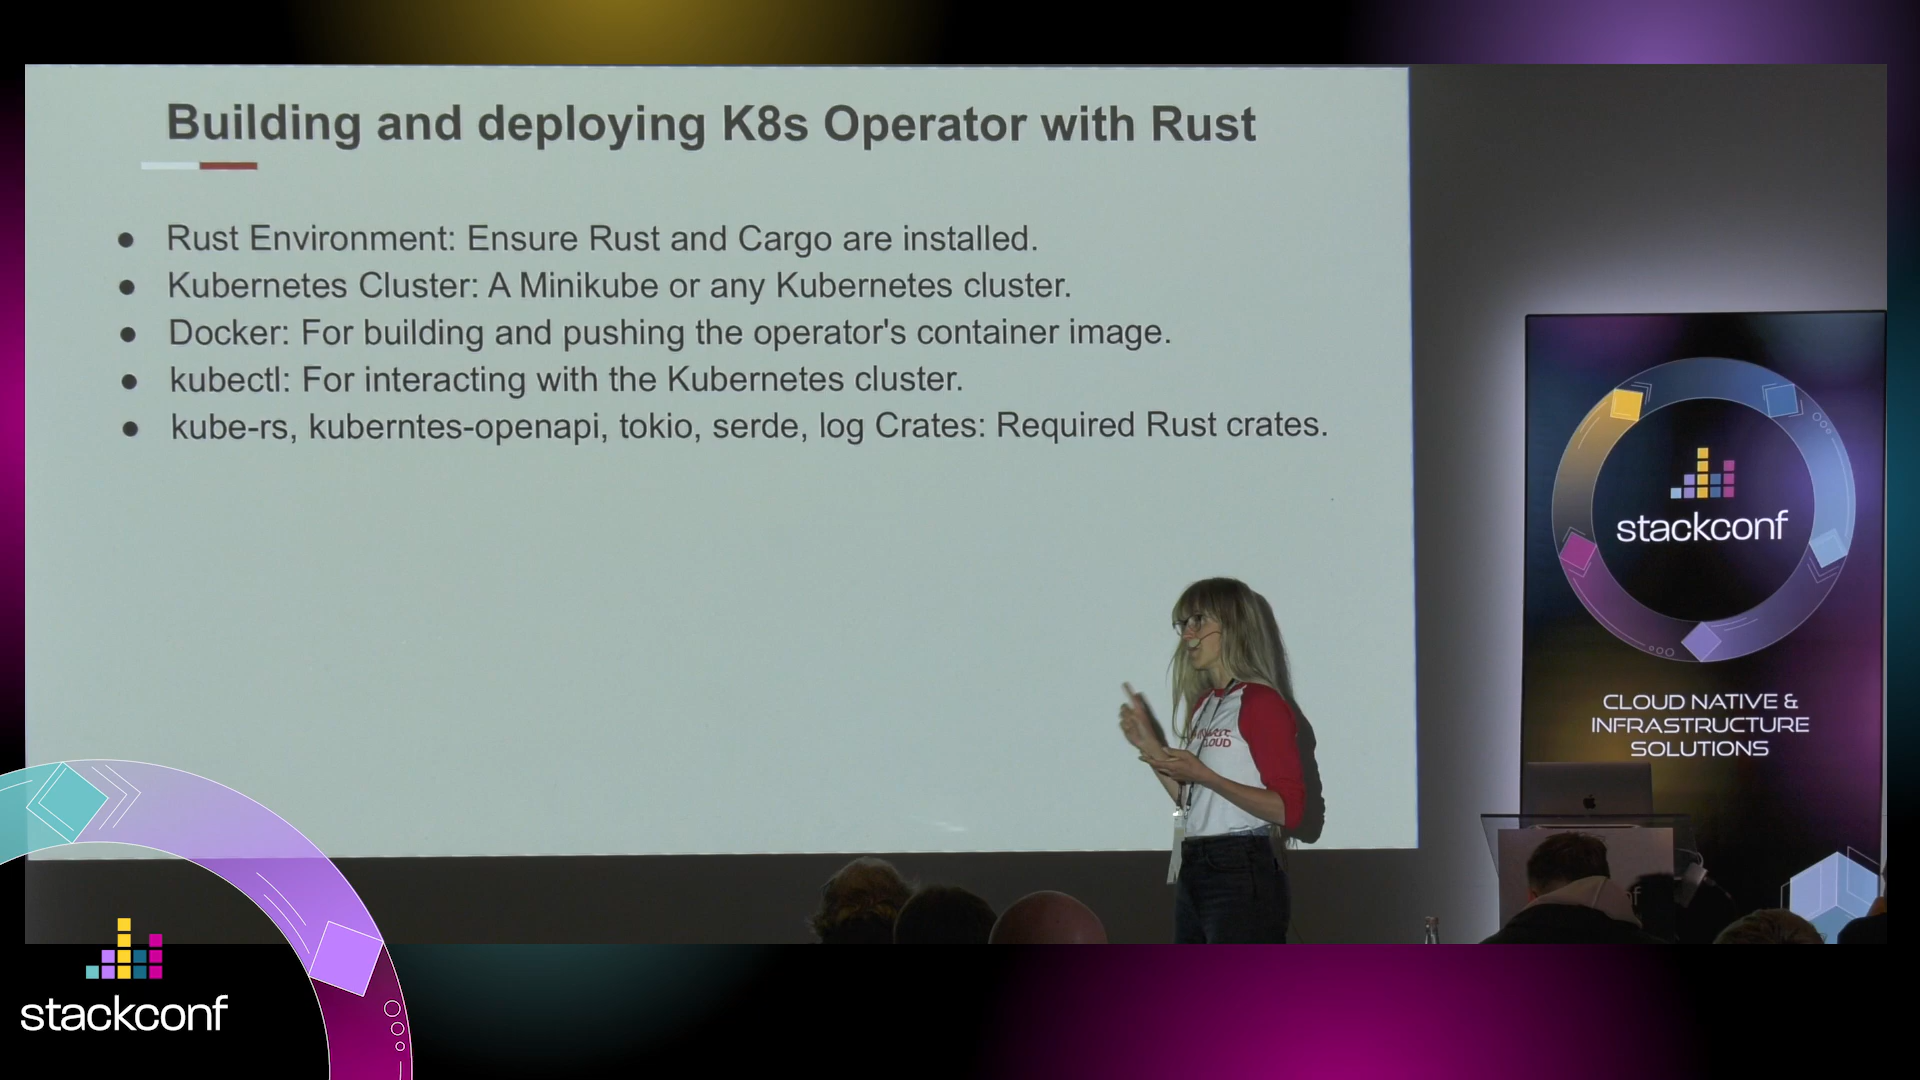 Building and deploying K8s Operator with Rust
● Rust Environment: Ensure Rust and Cargo are installed.
● Kubernetes Cluster: A Minikube or any Kubernetes cluster.
● Docker: For building and pushing the operator's container image.
● kubectl: For interacting with the Kubernetes cluster.
● kube-rs, kuberntes-openapi, tokio, serde, log Crates: Required Rust crates.
stackconf
CLOUD NATIVE &
INFRASTRUCTURE
SOLUTIONS
CLOUD
stackconf